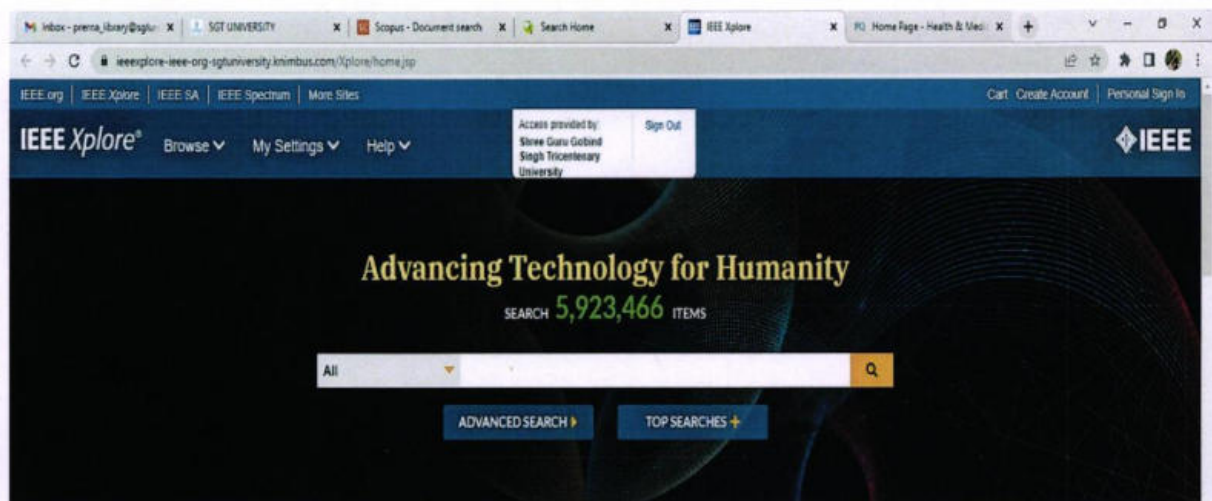 Inbox - prerna_library@sgtu X SGT UNIVERSITY X Scopus - Document search X Search Home X IEEE Xplore X PQ Home Page - Health & Medi X +
ieeexplore-ieee-org-sgtuniversity.knimbus.com/Xplore/home.jsp
IEEE.org | IEEE Xplore | IEEE SA | IEEE Spectrum | More Sites Cart Create Account | Personal Sign In
IEEE Xplore® Browse My Settings Help
Access provided by: Sign Out
Shree Guru Gobind
Singh Tricentenary
University
IEEE
Advancing Technology for Humanity
SEARCH 5,923,466 ITEMS
All
ADVANCED SEARCH TOP SEARCHES +